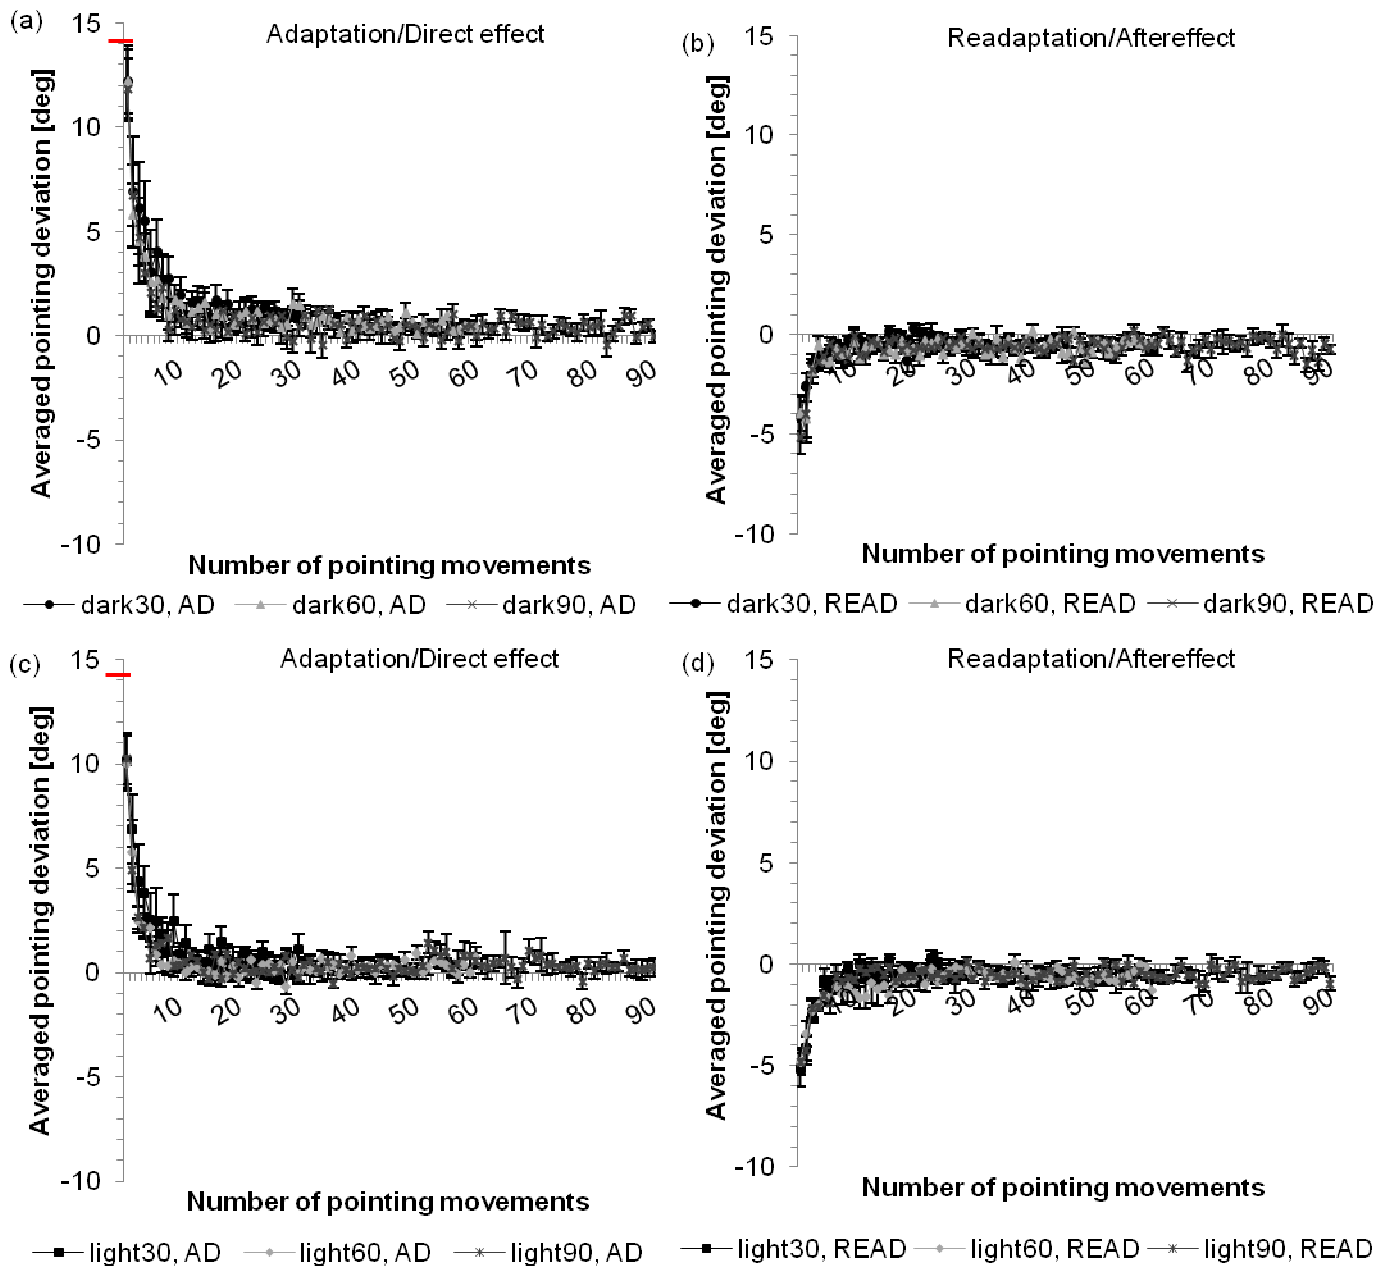 (a)
Adaptation/Direct effect
Averaged pointing deviation [deg]
15
10
5
0
-5
-10
10 20 30 40 50 60 70 80 90
Number of pointing movements
dark30, AD dark60, AD dark90, AD
(b)
Readaptation/Aftereffect
Averaged pointing deviation [deg]
15
10
5
0
-5
-10
10 20 30 40 50 60 70 80 90
Number of pointing movements
dark30, READ dark60, READ dark90, READ
(c)
Adaptation/Direct effect
Averaged pointing deviation [deg]
15
10
5
0
-5
-10
10 20 30 40 50 60 70 80 90
Number of pointing movements
light30, AD light60, AD light90, AD
(d)
Readaptation/Aftereffect
Averaged pointing deviation [deg]
15
10
5
0
-5
-10
10 20 30 40 50 60 70 80 90
Number of pointing movements
light30, READ light60, READ light90, READ